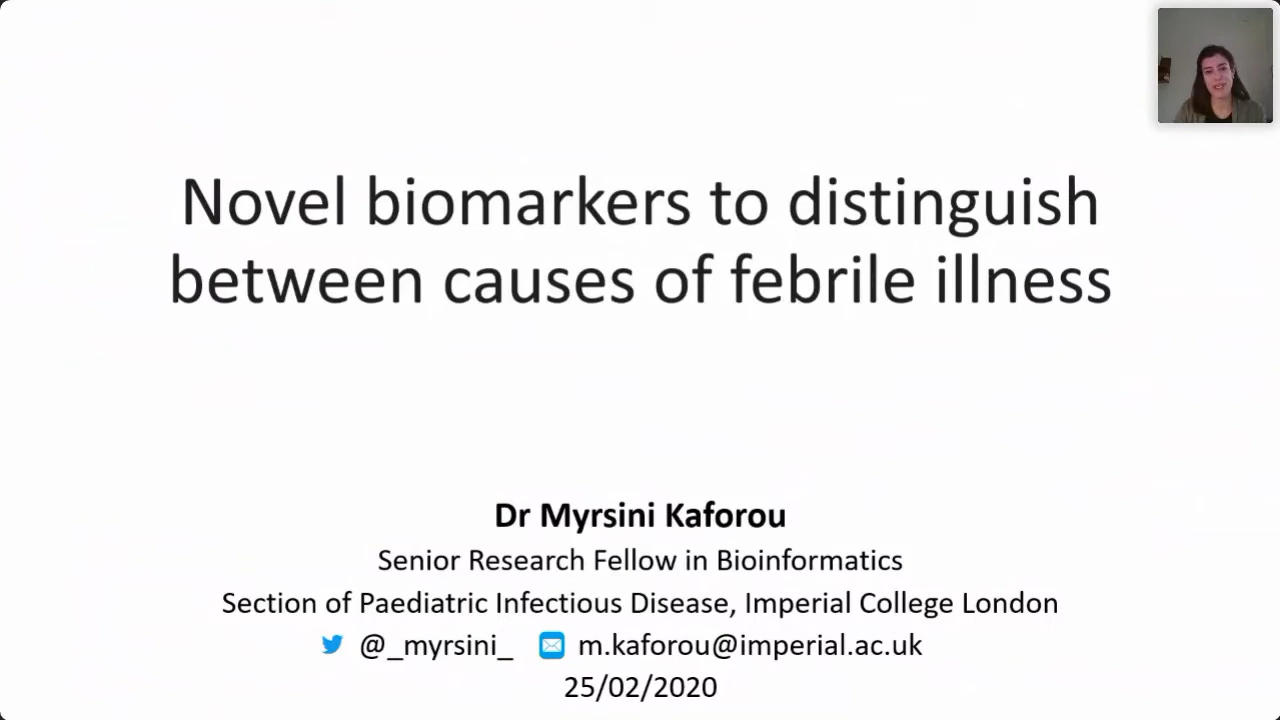 Novel biomarkers to distinguish
between causes of febrile illness
Dr Myrsini Kaforou
Senior Research Fellow in Bioinformatics
Section of Paediatric Infectious Disease, Imperial College London
@_myrsini_ m.kaforou@imperial.ac.uk
25/02/2020